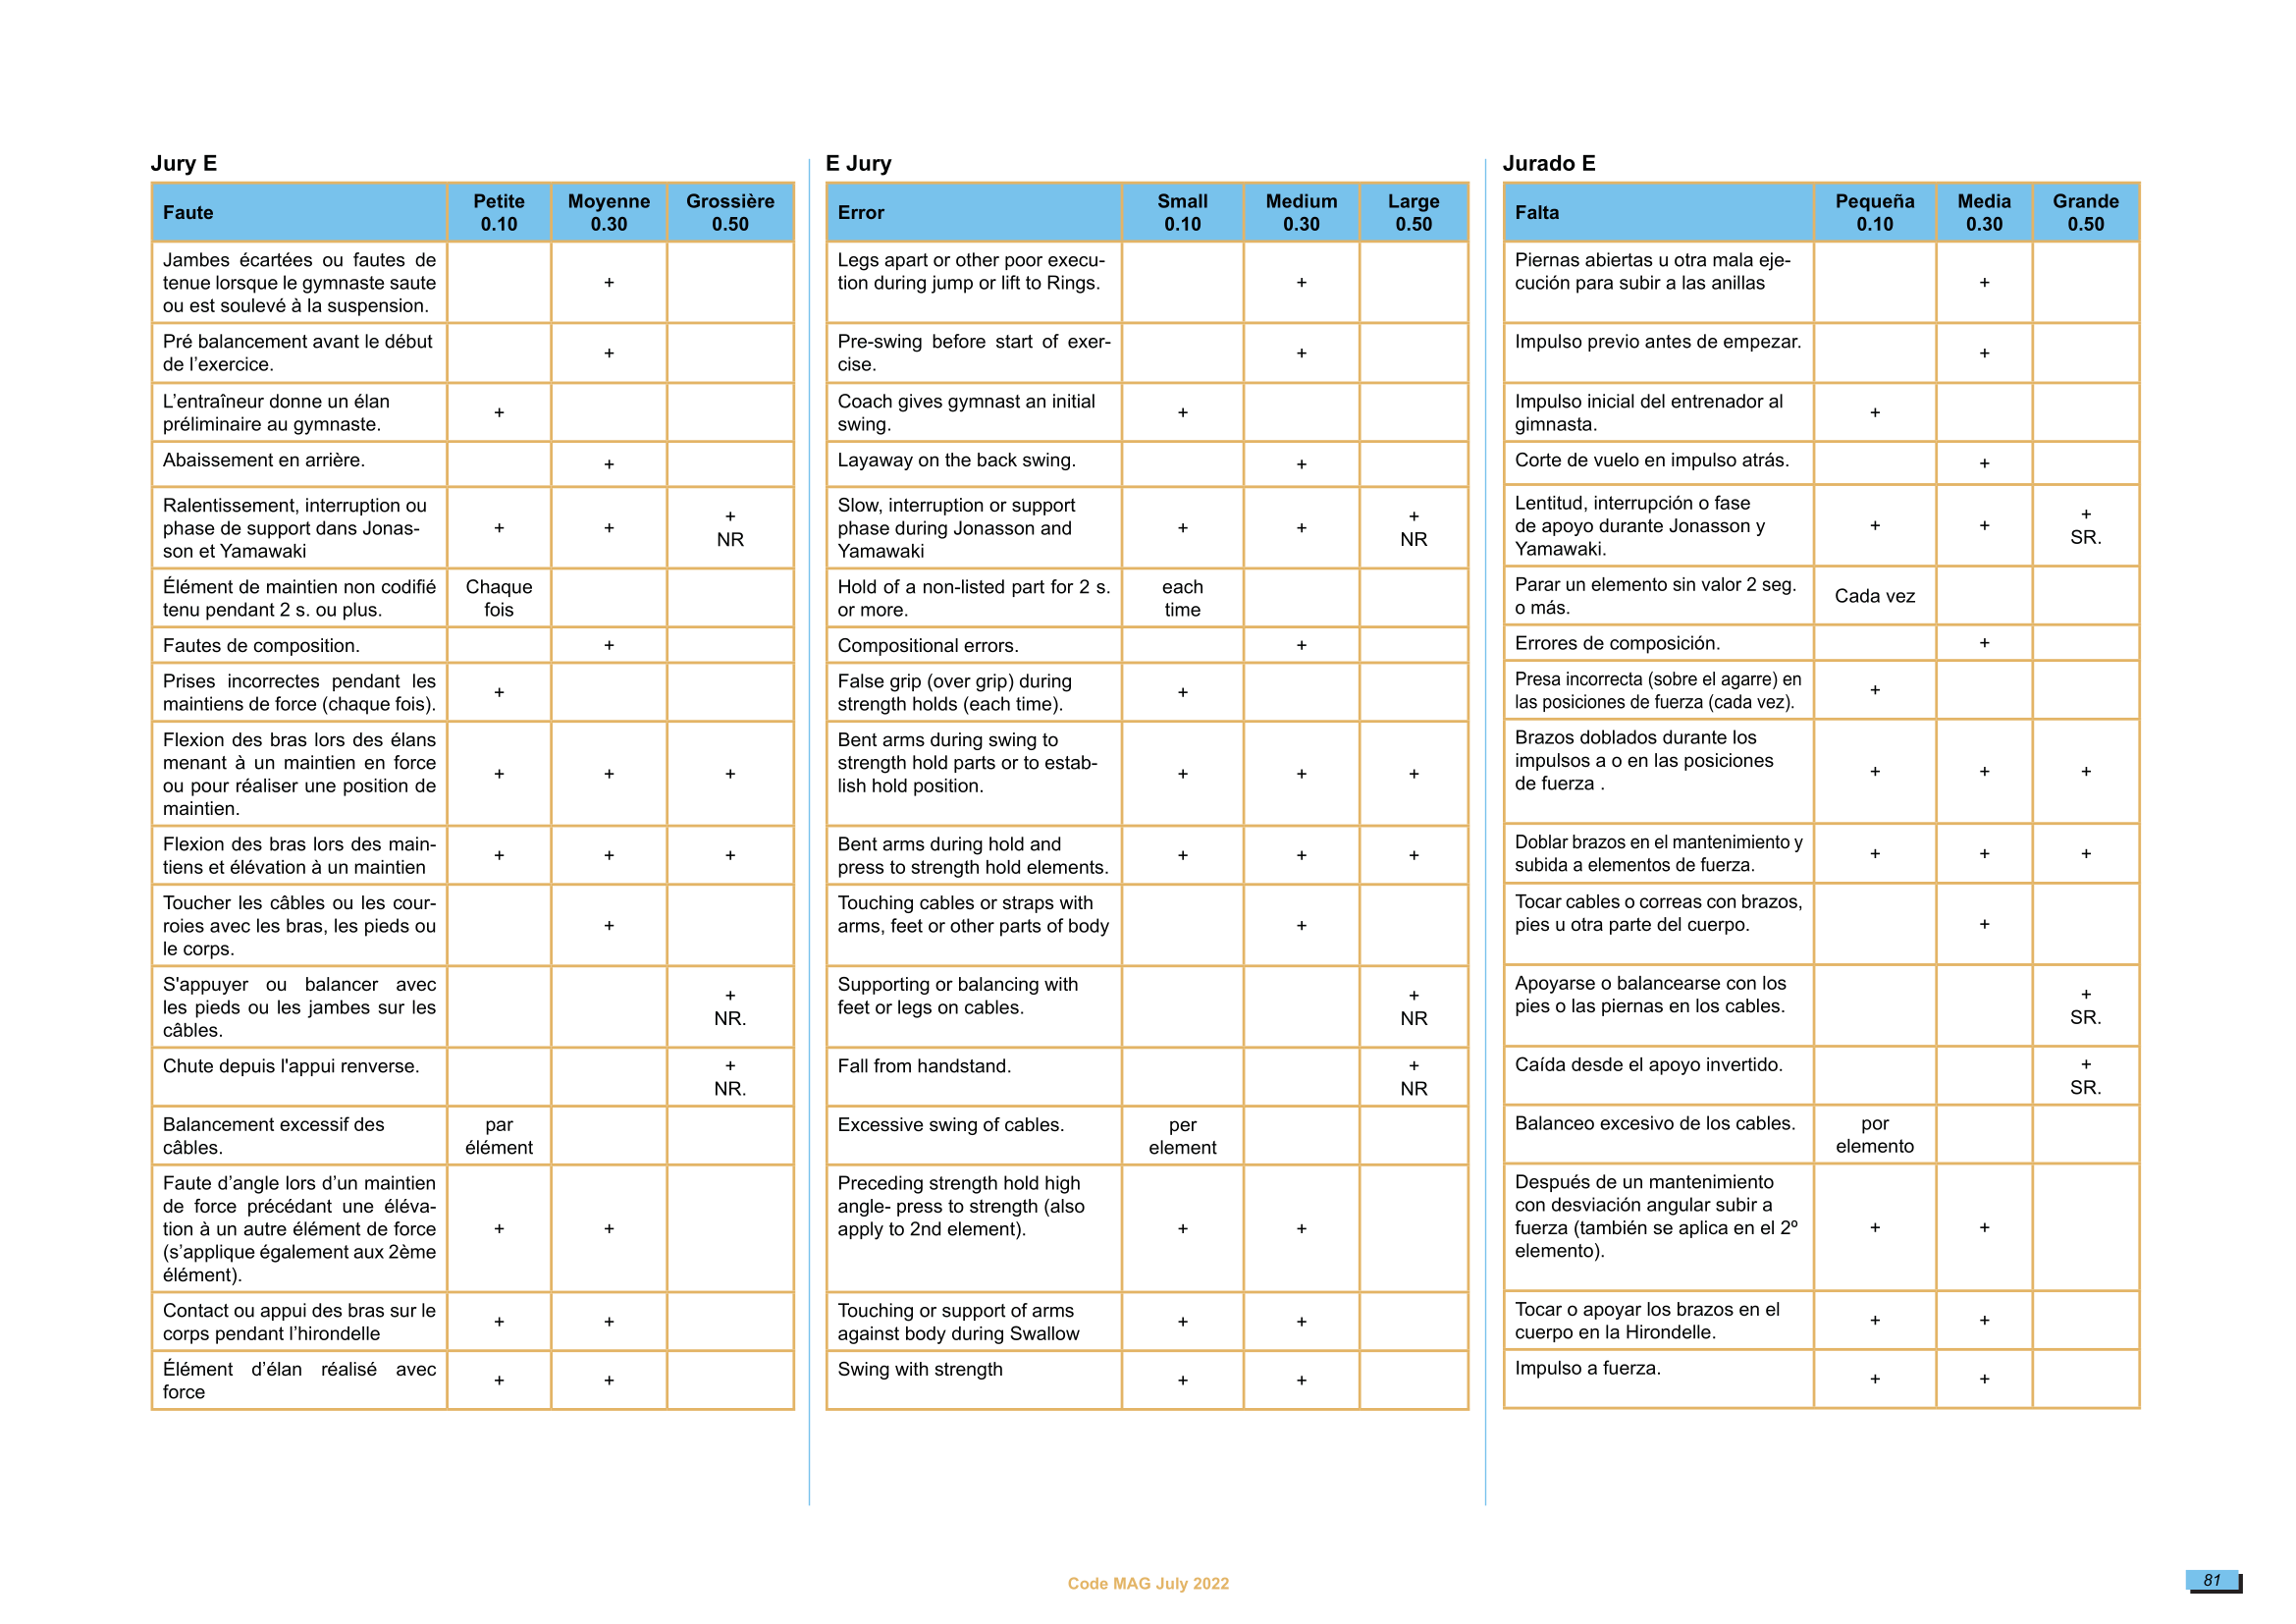 Jury E
Faute
Petite
0.10
Moyenne
0.30
Grossière
0.50
Jambes écartées ou fautes de
tenue lorsque le gymnaste saute
ou est soulevé à la suspension.
+
Pré balancement avant le début
de l’exercice.
+
L’entraîneur donne un élan
préliminaire au gymnaste.
+
Abaissement en arrière.
+
Ralentissement, interruption ou
phase de support dans Jonas-
son et Yamawaki
+
+
+
NR
Élément de maintien non codifié
tenu pendant 2 s. ou plus.
Chaque
fois
Fautes de composition.
+
Prises incorrectes pendant les
maintiens de force (chaque fois).
+
Flexion des bras lors des élans
menant à un maintien en force
ou pour réaliser une position de
maintien.
+
+
+
Flexion des bras lors des main-
tiens et élévation à un maintien
+
+
+
Toucher les câbles ou les cour-
roies avec les bras, les pieds ou
le corps.
+
S'appuyer ou balancer avec
les pieds ou les jambes sur les
câbles.
+
NR.
Chute depuis l'appui renverse.
+
NR.
Balancement excessif des
câbles.
par
élément
Faute d’angle lors d’un maintien
de force précédant une éléva-
tion à un autre élément de force
(s’applique également aux 2ème
élément).
+
+
Contact ou appui des bras sur le
corps pendant l’hirondelle
+
+
Élément d’élan réalisé avec
force
+
+
E Jury
Error
Small
0.10
Medium
0.30
Large
0.50
Legs apart or other poor execu-
tion during jump or lift to Rings.
+
Pre-swing before start of exer-
cise.
+
Coach gives gymnast an initial
swing.
+
Layaway on the back swing.
+
Slow, interruption or support
phase during Jonasson and
Yamawaki
+
+
+
NR
Hold of a non-listed part for 2 s.
or more.
each
time
Compositional errors.
+
False grip (over grip) during
strength holds (each time).
+
Bent arms during swing to
strength hold parts or to estab-
lish hold position.
+
+
+
Bent arms during hold and
press to strength hold elements.
+
+
+
Touching cables or straps with
arms, feet or other parts of body
+
Supporting or balancing with
feet or legs on cables.
+
NR
Fall from handstand.
+
NR
Excessive swing of cables.
per
element
Preceding strength hold high
angle- press to strength (also
apply to 2nd element).
+
+
Touching or support of arms
against body during Swallow
+
+
Swing with strength
+
+
Jurado E
Falta
Pequeña
0.10
Media
0.30
Grande
0.50
Piernas abiertas u otra mala eje-
cución para subir a las anillas
+
Impulso previo antes de empezar.
+
Impulso inicial del entrenador al
gimnasta.
+
Corte de vuelo en impulso atrás.
+
Lentitud, interrupción o fase
de apoyo durante Jonasson y
Yamawaki.
+
+
+
SR.
Parar un elemento sin valor 2 seg.
o más.
Cada vez
Errores de composición.
+
Presa incorrecta (sobre el agarre) en
las posiciones de fuerza (cada vez).
+
Brazos doblados durante los
impulsos a o en las posiciones
de fuerza .
+
+
+
Doblar brazos en el mantenimiento y
subida a elementos de fuerza.
+
+
+
Tocar cables o correas con brazos,
pies u otra parte del cuerpo.
+
Apoyarse o balancearse con los
pies o las piernas en los cables.
+
SR.
Caída desde el apoyo invertido.
+
SR.
Balanceo excesivo de los cables.
por
elemento
Después de un mantenimiento
con desviación angular subir a
fuerza (también se aplica en el 2º
elemento).
+
+
Tocar o apoyar los brazos en el
cuerpo en la Hirondelle.
+
+
Impulso a fuerza.
+
+
Code MAG July 2022
81